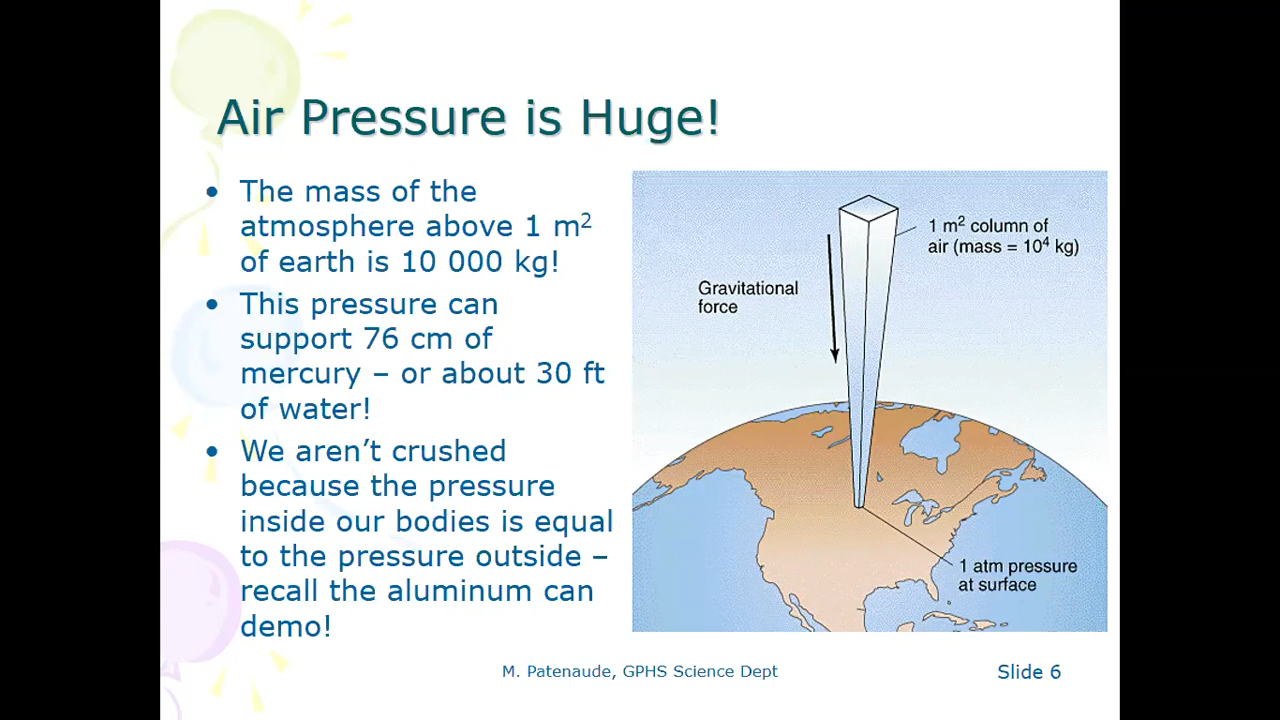 Air Pressure is Huge!
• The mass of the
atmosphere above 1 m²
of earth is 10 000 kg!
• This pressure can
support 76 cm of
mercury – or about 30 ft
of water!
• We aren’t crushed
because the pressure
inside our bodies is equal
to the pressure outside –
recall the aluminum can
demo!
1 m² column of
air (mass = 10⁴ kg)
Gravitational
force
1 atm pressure
at surface
M. Patenaude, GPHS Science Dept
Slide 6